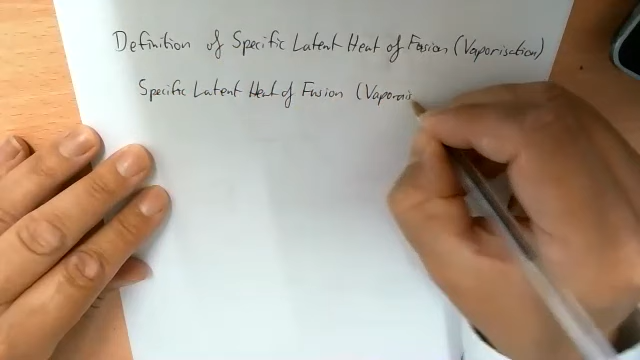 Definition of Specific Latent Heat of Fusion (Vaporisation)
Specific Latent Heat of Fusion (Vaporis